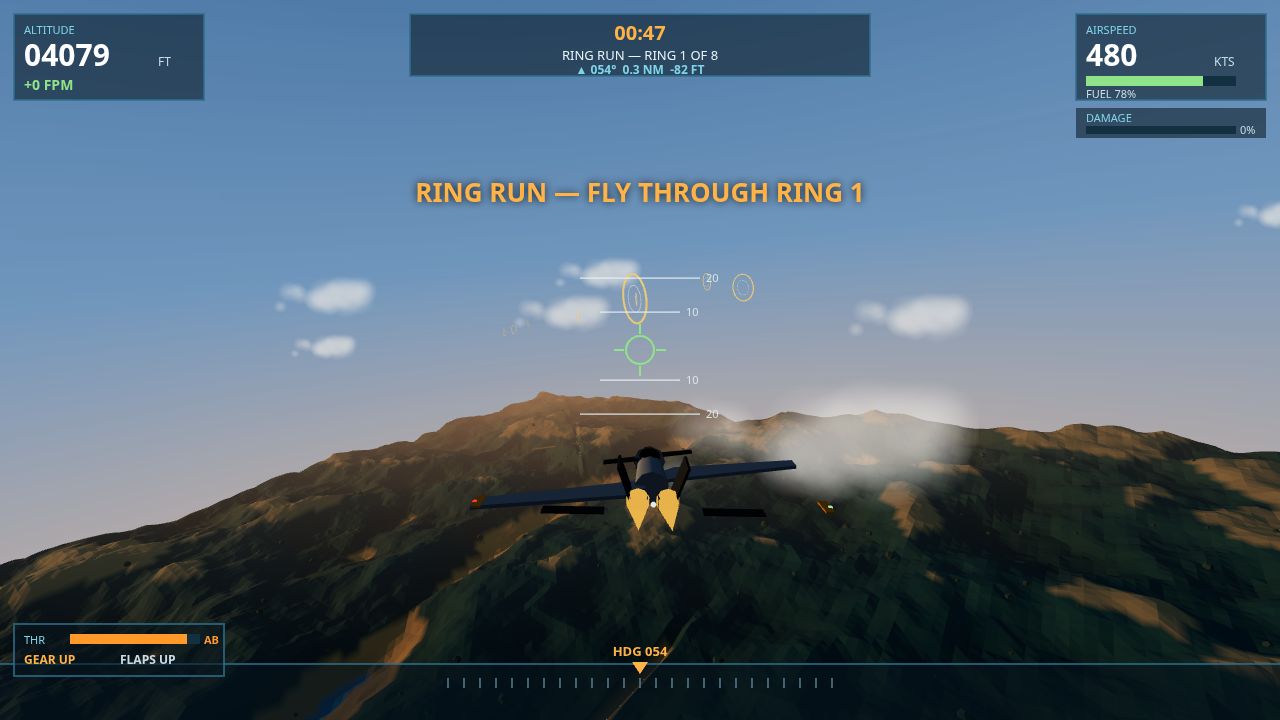 ALTITUDE
04079 FT
+0 FPM
00:47
RING RUN — RING 1 OF 8
▲ 054° 0.3 NM -82 FT
AIRSPEED
480 KTS
FUEL 78%
DAMAGE
0%
RING RUN — FLY THROUGH RING 1
20
10
10
20
THR AB
GEAR UP FLAPS UP
HDG 054